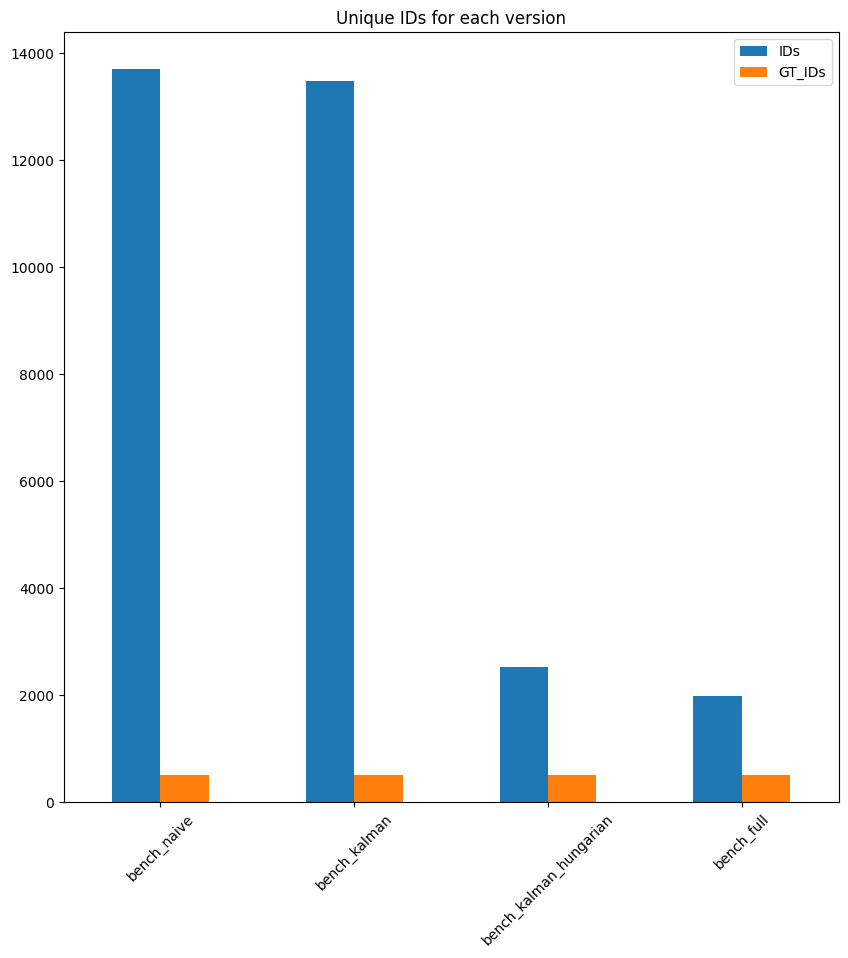 Unique IDs for each version
IDs
GT_IDs
14000
12000
10000
8000
6000
4000
2000
0
bench_naive
bench_kalman
bench_kalman_hungarian
bench_full